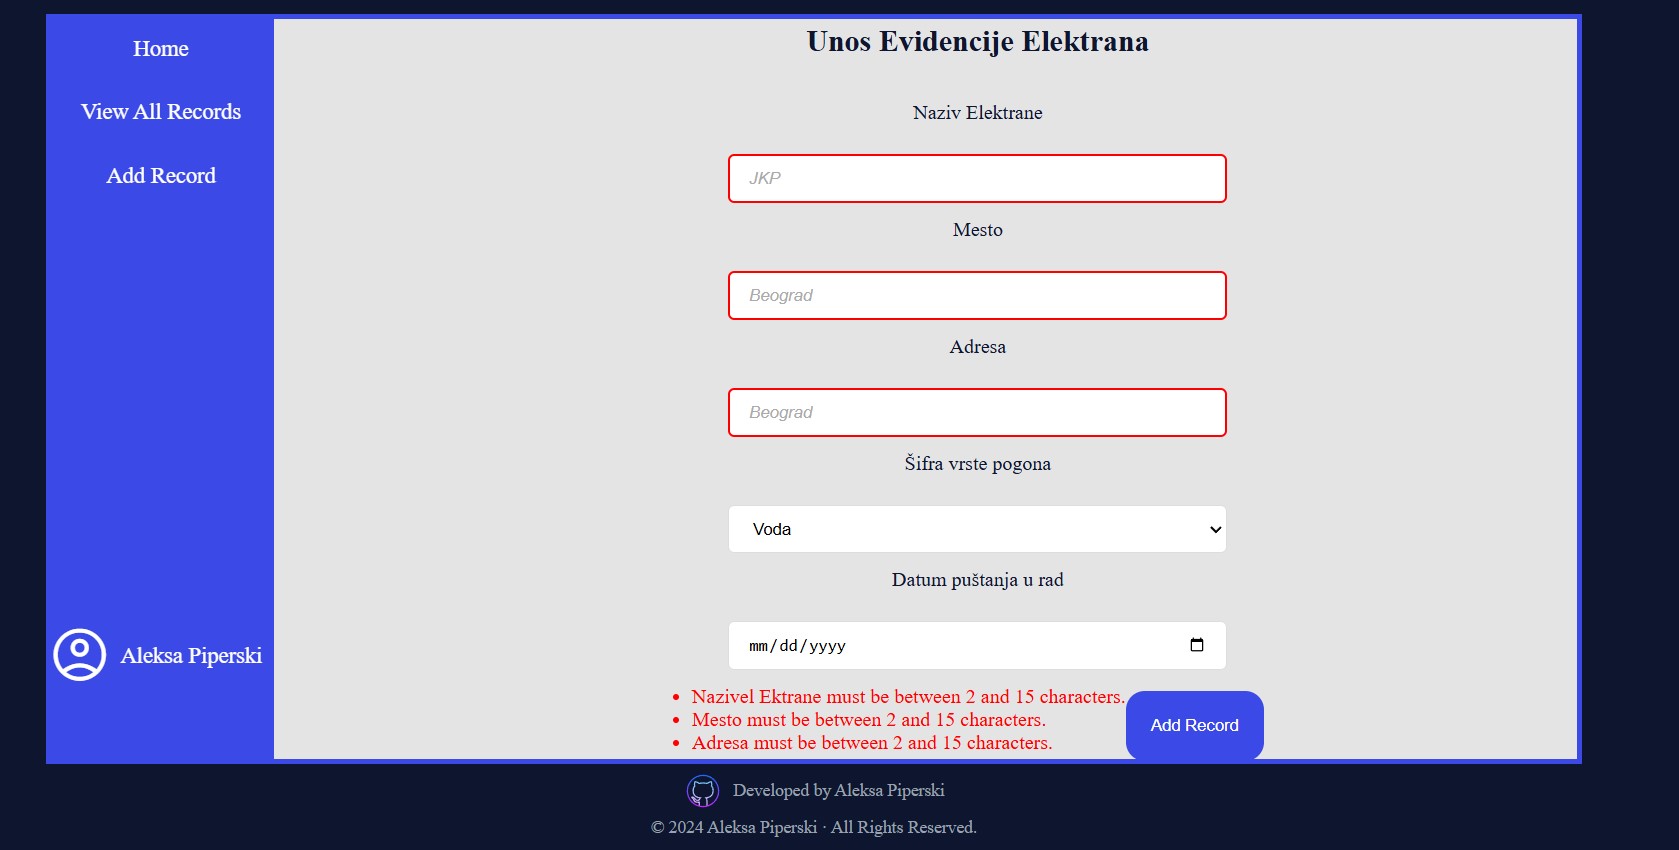 Home
View All Records
Add Record
Aleksa Piperski
Unos Evidencije Elektrana
Naziv Elektrane
JKP
Mesto
Beograd
Adresa
Beograd
Šifra vrste pogona
Voda
Datum puštanja u rad
mm/dd/yyyy
• Nazivel Ektrane must be between 2 and 15 characters.
• Mesto must be between 2 and 15 characters.
• Adresa must be between 2 and 15 characters.
Add Record
Developed by Aleksa Piperski
© 2024 Aleksa Piperski · All Rights Reserved.